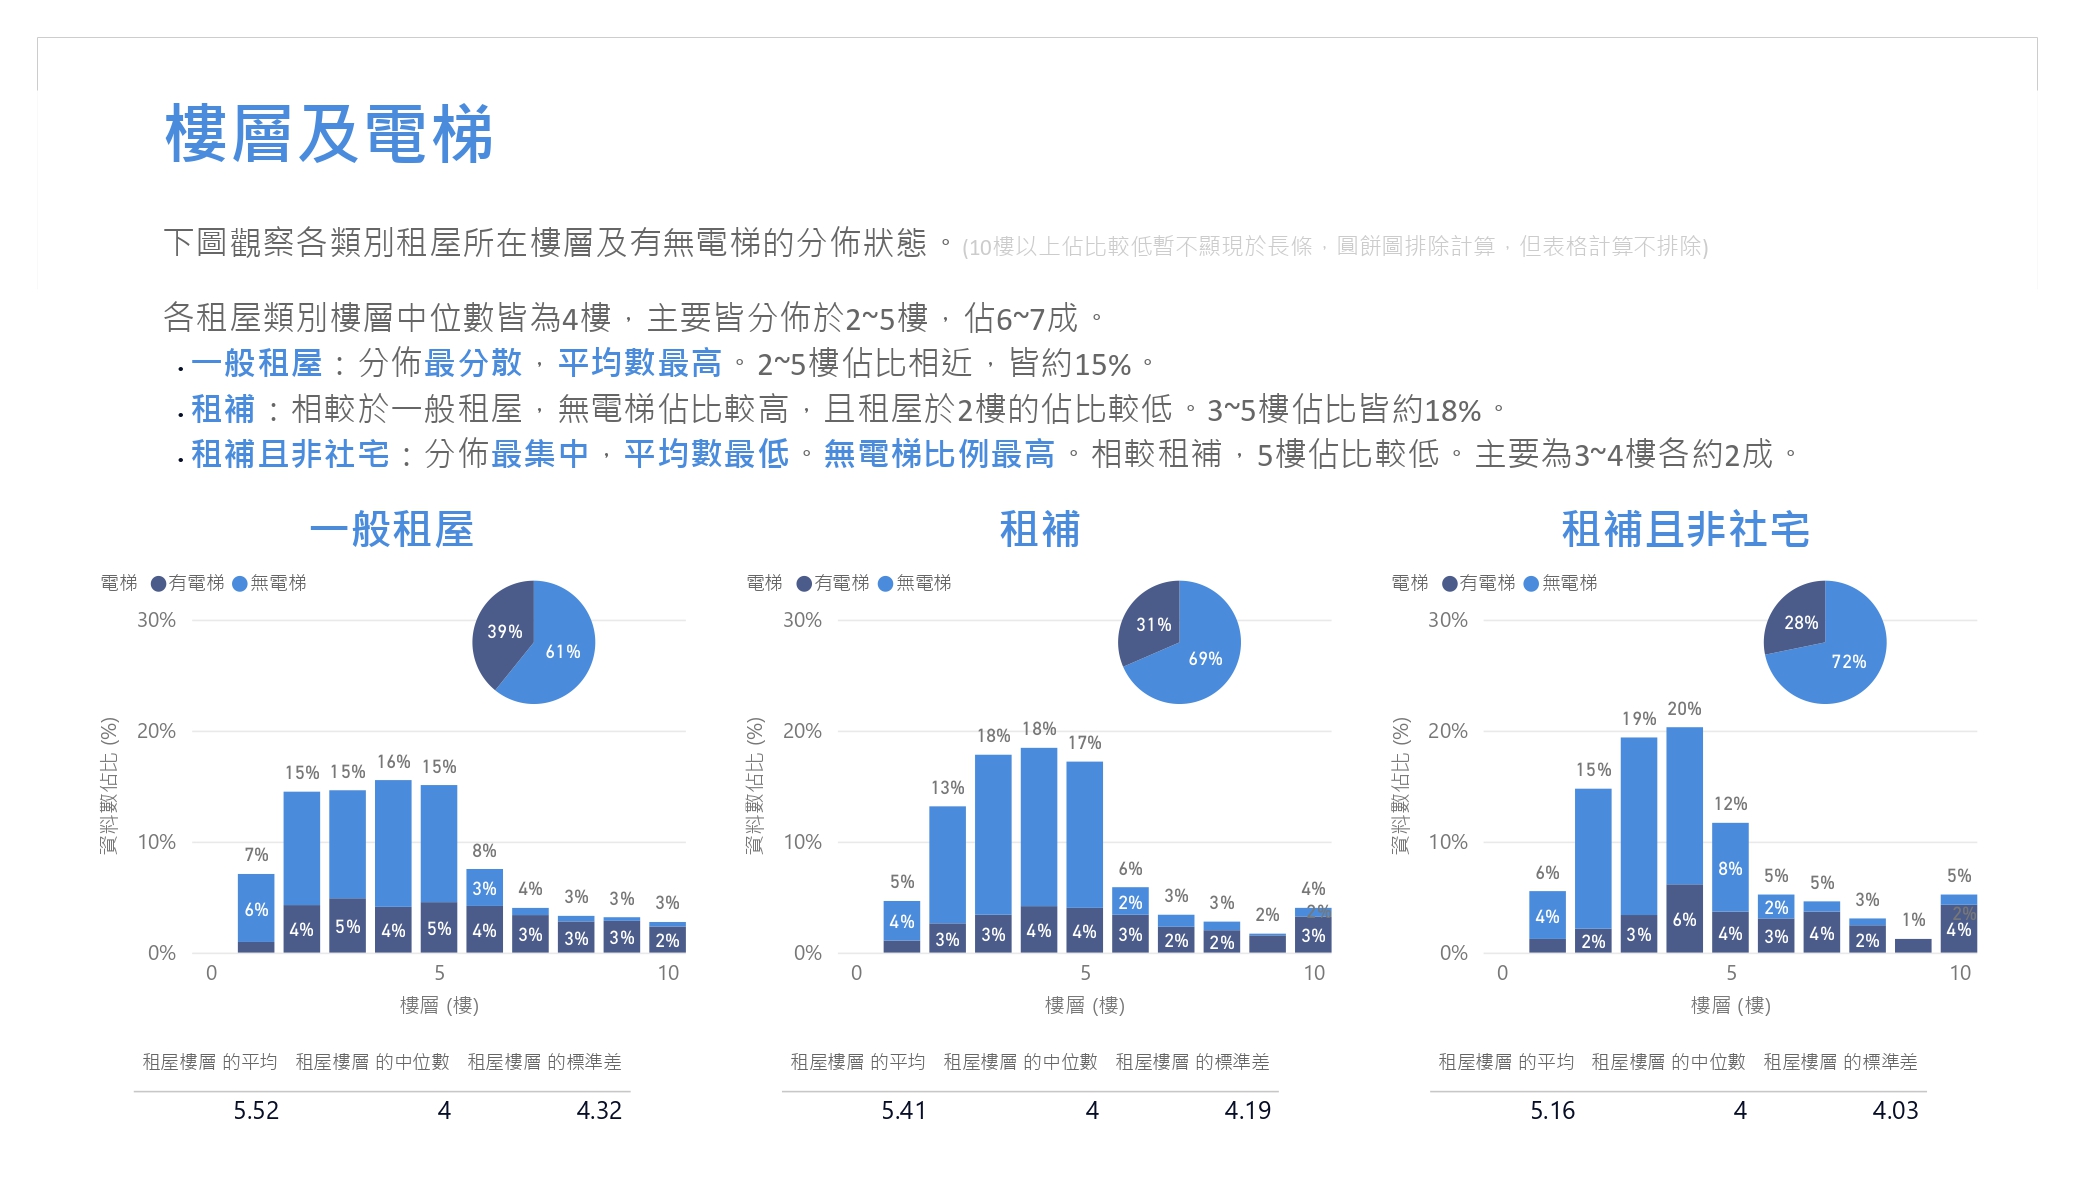 樓層及電梯
下圖觀察各類別租屋所在樓層及有無電梯的分佈狀態。(10樓以上佔比較低暫不顯現於長條，圓餅圖排除計算，但表格計算不排除)
各租屋類別樓層中位數皆為4樓，主要皆分佈於2~5樓，佔6~7成。
• 一般租屋：分佈最分散，平均數最高。2~5樓佔比相近，皆約15%。
• 租補：相較於一般租屋，無電梯佔比較高，且租屋於2樓的佔比較低。3~5樓佔比皆約18%。
• 租補且非社宅：分佈最集中，平均數最低。無電梯比例最高。相較租補，5樓佔比較低。主要為3~4樓各約2成。
一般租屋
電梯 有電梯 無電梯
39%
61%
30%
20%
10%
0%
資料數佔比 (%)
7% 15% 15% 16% 15% 8% 4% 3% 3% 3%
6% 3%
4% 5% 4% 5% 4% 3% 3% 3% 2%
0 5 10
樓層 (樓)
租屋樓層 的平均 租屋樓層 的中位數 租屋樓層 的標準差
5.52 4 4.32
租補
電梯 有電梯 無電梯
31%
69%
30%
20%
10%
0%
資料數佔比 (%)
5% 13% 18% 18% 17% 6% 3% 3% 2% 4%
4% 2% 2%
3% 3% 4% 4% 3% 2% 2% 3%
0 5 10
樓層 (樓)
租屋樓層 的平均 租屋樓層 的中位數 租屋樓層 的標準差
5.41 4 4.19
租補且非社宅
電梯 有電梯 無電梯
28%
72%
30%
20%
10%
0%
資料數佔比 (%)
6% 15% 19% 20% 12% 5% 5% 3% 1% 5%
4% 8% 2% 2%
2% 3% 6% 4% 3% 4% 2% 4%
0 5 10
樓層 (樓)
租屋樓層 的平均 租屋樓層 的中位數 租屋樓層 的標準差
5.16 4 4.03